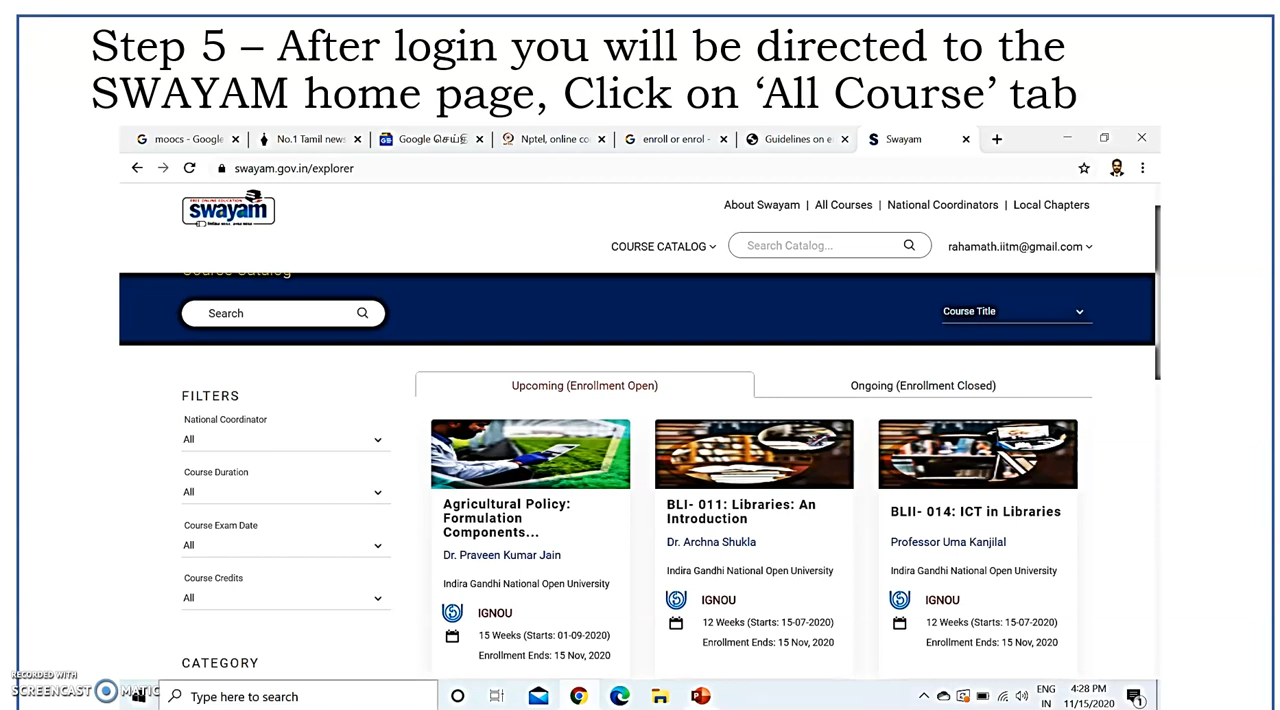 Step 5 – After login you will be directed to the
SWAYAM home page, Click on ‘All Course’ tab
moocs - Google
No.1 Tamil news
Google செய்தி
Nptel, online co
enroll or enrol -
Guidelines on e
Swayam
swayam.gov.in/explorer
FREE ONLINE EDUCATION
swayam
About Swayam | All Courses | National Coordinators | Local Chapters
COURSE CATALOG
Search Catalog...
rahamath.iitm@gmail.com
Course Catalog
Search
Course Title
FILTERS
National Coordinator
All
Course Duration
All
Course Exam Date
All
Course Credits
All
CATEGORY
Upcoming (Enrollment Open)
Ongoing (Enrollment Closed)
Agricultural Policy:
Formulation
Components...
Dr. Praveen Kumar Jain
Indira Gandhi National Open University
IGNOU
15 Weeks (Starts: 01-09-2020)
Enrollment Ends: 15 Nov, 2020
BLI- 011: Libraries: An
Introduction
Dr. Archna Shukla
Indira Gandhi National Open University
IGNOU
12 Weeks (Starts: 15-07-2020)
Enrollment Ends: 15 Nov, 2020
BLII- 014: ICT in Libraries
Professor Uma Kanjilal
Indira Gandhi National Open University
IGNOU
12 Weeks (Starts: 15-07-2020)
Enrollment Ends: 15 Nov, 2020
RECORDED WITH
SCREENCAST MATIC
Type here to search
ENG
IN
4:28 PM
11/15/2020
1